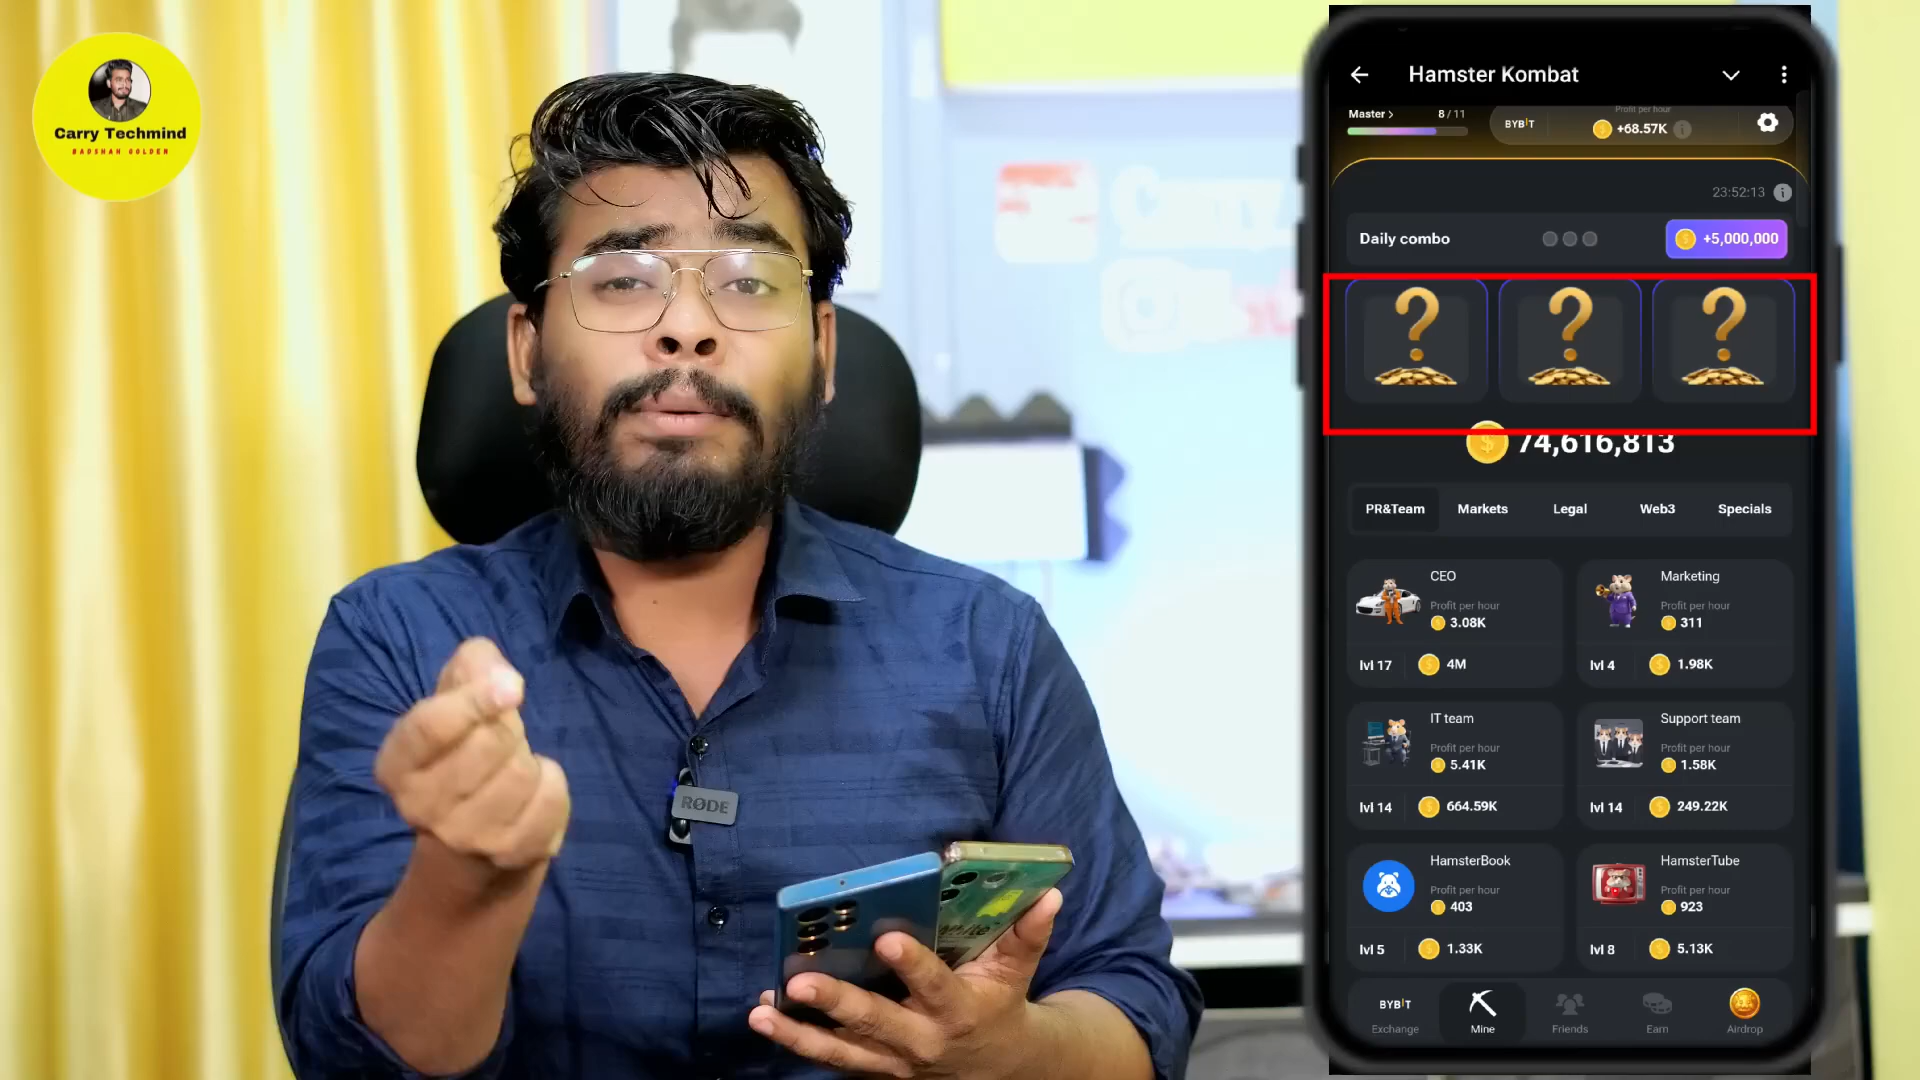 Carry Techmind
BADSHAH GOLDEN
Hamster Kombat
Master >
8 / 11
BYBIT
Profit per hour
+68.57K
23:52:13
Daily combo
+5,000,000
74,616,813
PR&Team
Markets
Legal
Web3
Specials
CEO
Profit per hour
3.08K
lvl 17
4M
Marketing
Profit per hour
311
lvl 4
1.98K
IT team
Profit per hour
5.41K
lvl 14
664.59K
Support team
Profit per hour
1.58K
lvl 14
249.22K
HamsterBook
Profit per hour
403
lvl 5
1.33K
HamsterTube
Profit per hour
923
lvl 8
5.13K
BYBIT
Exchange
Mine
Friends
Earn
Airdrop
RØDE